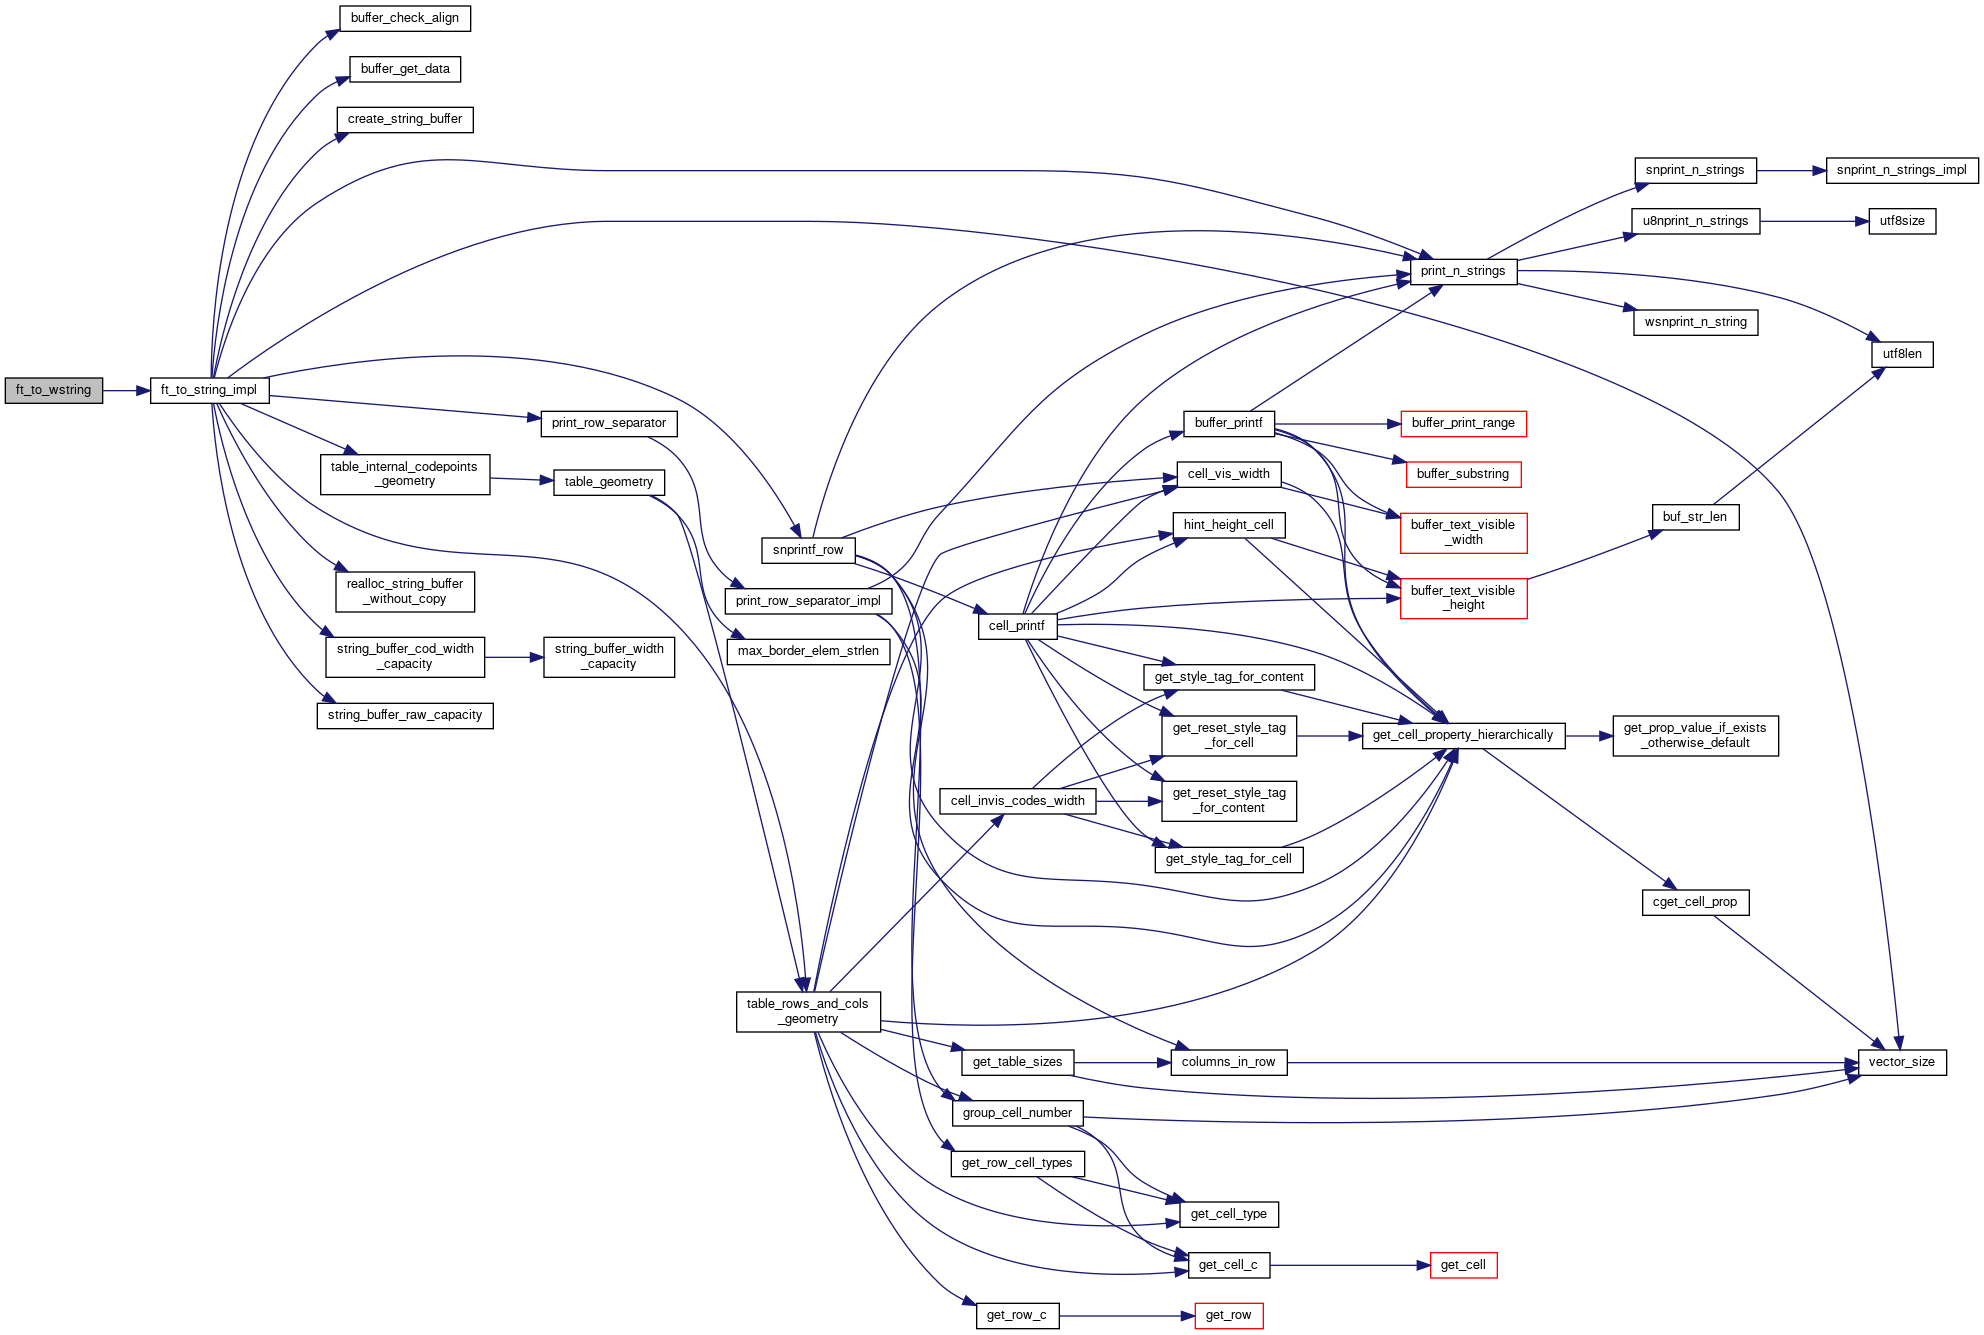 buffer_check_align
buffer_get_data
create_string_buffer
snprint_n_strings
snprint_n_strings_impl
u8nprint_n_strings
utf8size
print_n_strings
wsnprint_n_string
utf8len
ft_to_wstring
ft_to_string_impl
print_row_separator
buffer_printf
buffer_print_range
table_internal_codepoints
_geometry
table_geometry
cell_vis_width
buffer_substring
hint_height_cell
buffer_text_visible
_width
buf_str_len
snprintf_row
realloc_string_buffer
_without_copy
print_row_separator_impl
buffer_text_visible
_height
cell_printf
string_buffer_cod_width
_capacity
string_buffer_width
_capacity
max_border_elem_strlen
get_style_tag_for_content
string_buffer_raw_capacity
get_reset_style_tag
_for_cell
get_cell_property_hierarchically
get_prop_value_if_exists
_otherwise_default
cell_invis_codes_width
get_reset_style_tag
_for_content
get_style_tag_for_cell
cget_cell_prop
table_rows_and_cols
_geometry
get_table_sizes
columns_in_row
vector_size
group_cell_number
get_row_cell_types
get_cell_type
get_cell_c
get_cell
get_row_c
get_row